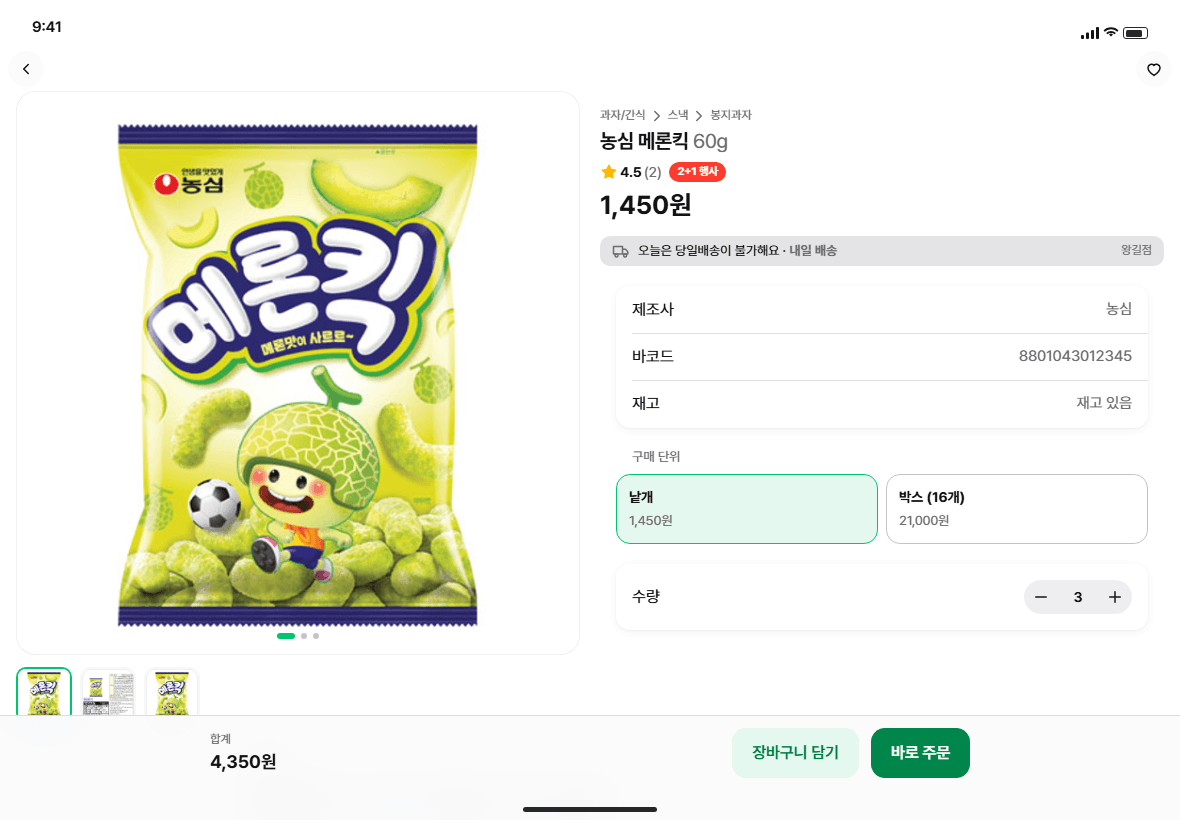 9:41
과자/간식 > 스낵 > 봉지과자
농심 메론킥 60g
4.5 (2) 2+1 행사
1,450원
오늘은 당일배송이 불가해요 · 내일 배송 왕길점
제조사 농심
바코드 8801043012345
재고 재고 있음
구매 단위
낱개
1,450원
박스 (16개)
21,000원
수량 3
인생을 맛있게
농심
메론킥
메론맛이 사르르~
합계
4,350원
장바구니 담기
바로 주문